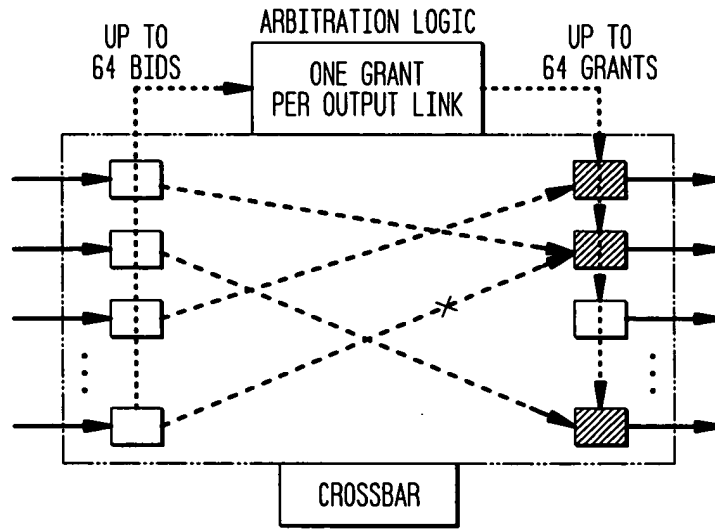 ARBITRATION LOGIC
UP TO
64 BIDS
ONE GRANT
PER OUTPUT LINK
UP TO
64 GRANTS
CROSSBAR